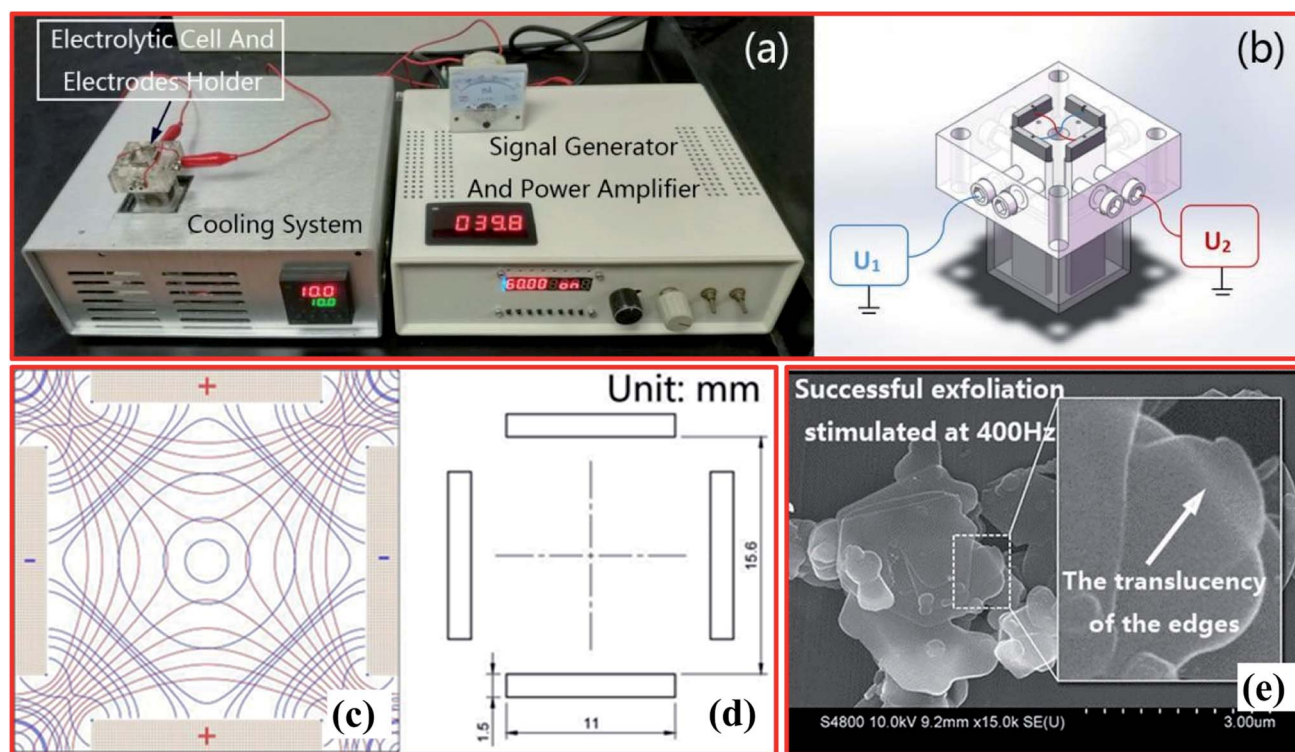 Electrolytic Cell And
Electrodes Holder
(a)
Signal Generator
And Power Amplifier
Cooling System
039.8
10.0
10.0
60.00 on
(b)
U1
U2
+
-
-
+
(c)
Unit: mm
15.6
1.5
11
(d)
Successful exfoliation
stimulated at 400Hz
The translucency
of the edges
(e)
S4800 10.0kV 9.2mm x15.0k SE(U)
3.00um